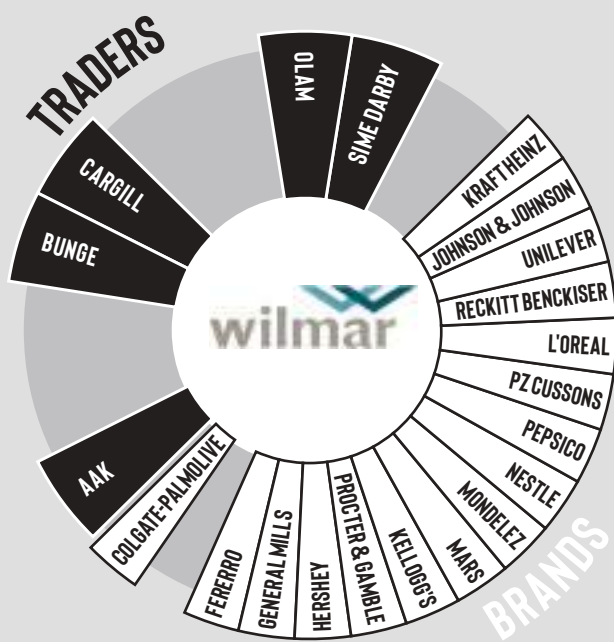 TRADERS
OLAM
SIME DARBY
CARGILL
BUNGE
AAK
wilmar
KRAFT HEINZ
JOHNSON & JOHNSON
UNILEVER
RECKITT BENCKISER
L'OREAL
PZ CUSSONS
PEPSICO
NESTLE
MONDELEZ
MARS
KELLOGG'S
PROCTER & GAMBLE
HERSHEY
GENERAL MILLS
FERERRO
COLGATE-PALMOLIVE
BRANDS